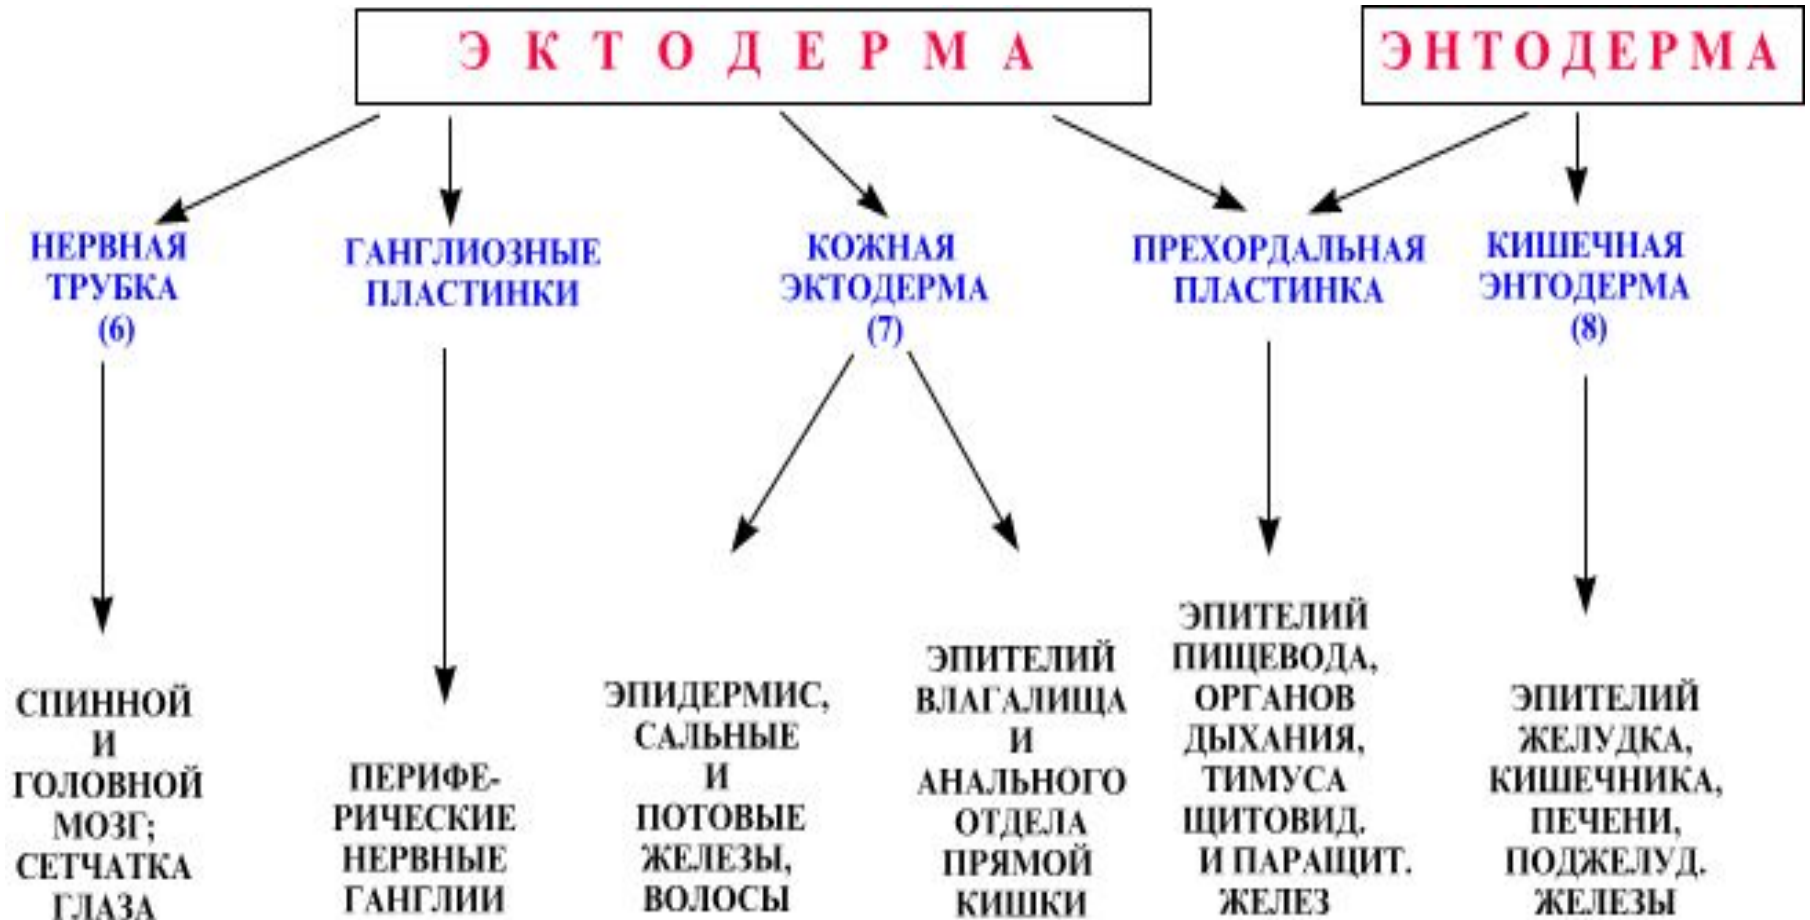 ЭКТОДЕРМА
ЭНТОДЕРМА
НЕРВНАЯ
ТРУБКА
(6)
ГАНГЛИОЗНЫЕ
ПЛАСТИНКИ
КОЖНАЯ
ЭКТОДЕРМА
(7)
ПРЕХОРДАЛЬНАЯ
ПЛАСТИНКА
КИШЕЧНАЯ
ЭНТОДЕРМА
(8)
СПИННОЙ
И
ГОЛОВНОЙ
МОЗГ;
СЕТЧАТКА
ГЛАЗА
ПЕРИФЕ-
РИЧЕСКИЕ
НЕРВНЫЕ
ГАНГЛИИ
ЭПИДЕРМИС,
САЛЬНЫЕ
И
ПОТОВЫЕ
ЖЕЛЕЗЫ,
ВОЛОСЫ
ЭПИТЕЛИЙ
ВЛАГАЛИЩА
И
АНАЛЬНОГО
ОТДЕЛА
ПРЯМОЙ
КИШКИ
ЭПИТЕЛИЙ
ПИЩЕВОДА,
ОРГАНОВ
ДЫХАНИЯ,
ТИМУСА
ЩИТОВИД.
И ПАРАЩИТ.
ЖЕЛЕЗ
ЭПИТЕЛИЙ
ЖЕЛУДКА,
КИШЕЧНИКА,
ПЕЧЕНИ,
ПОДЖЕЛУД.
ЖЕЛЕЗЫ